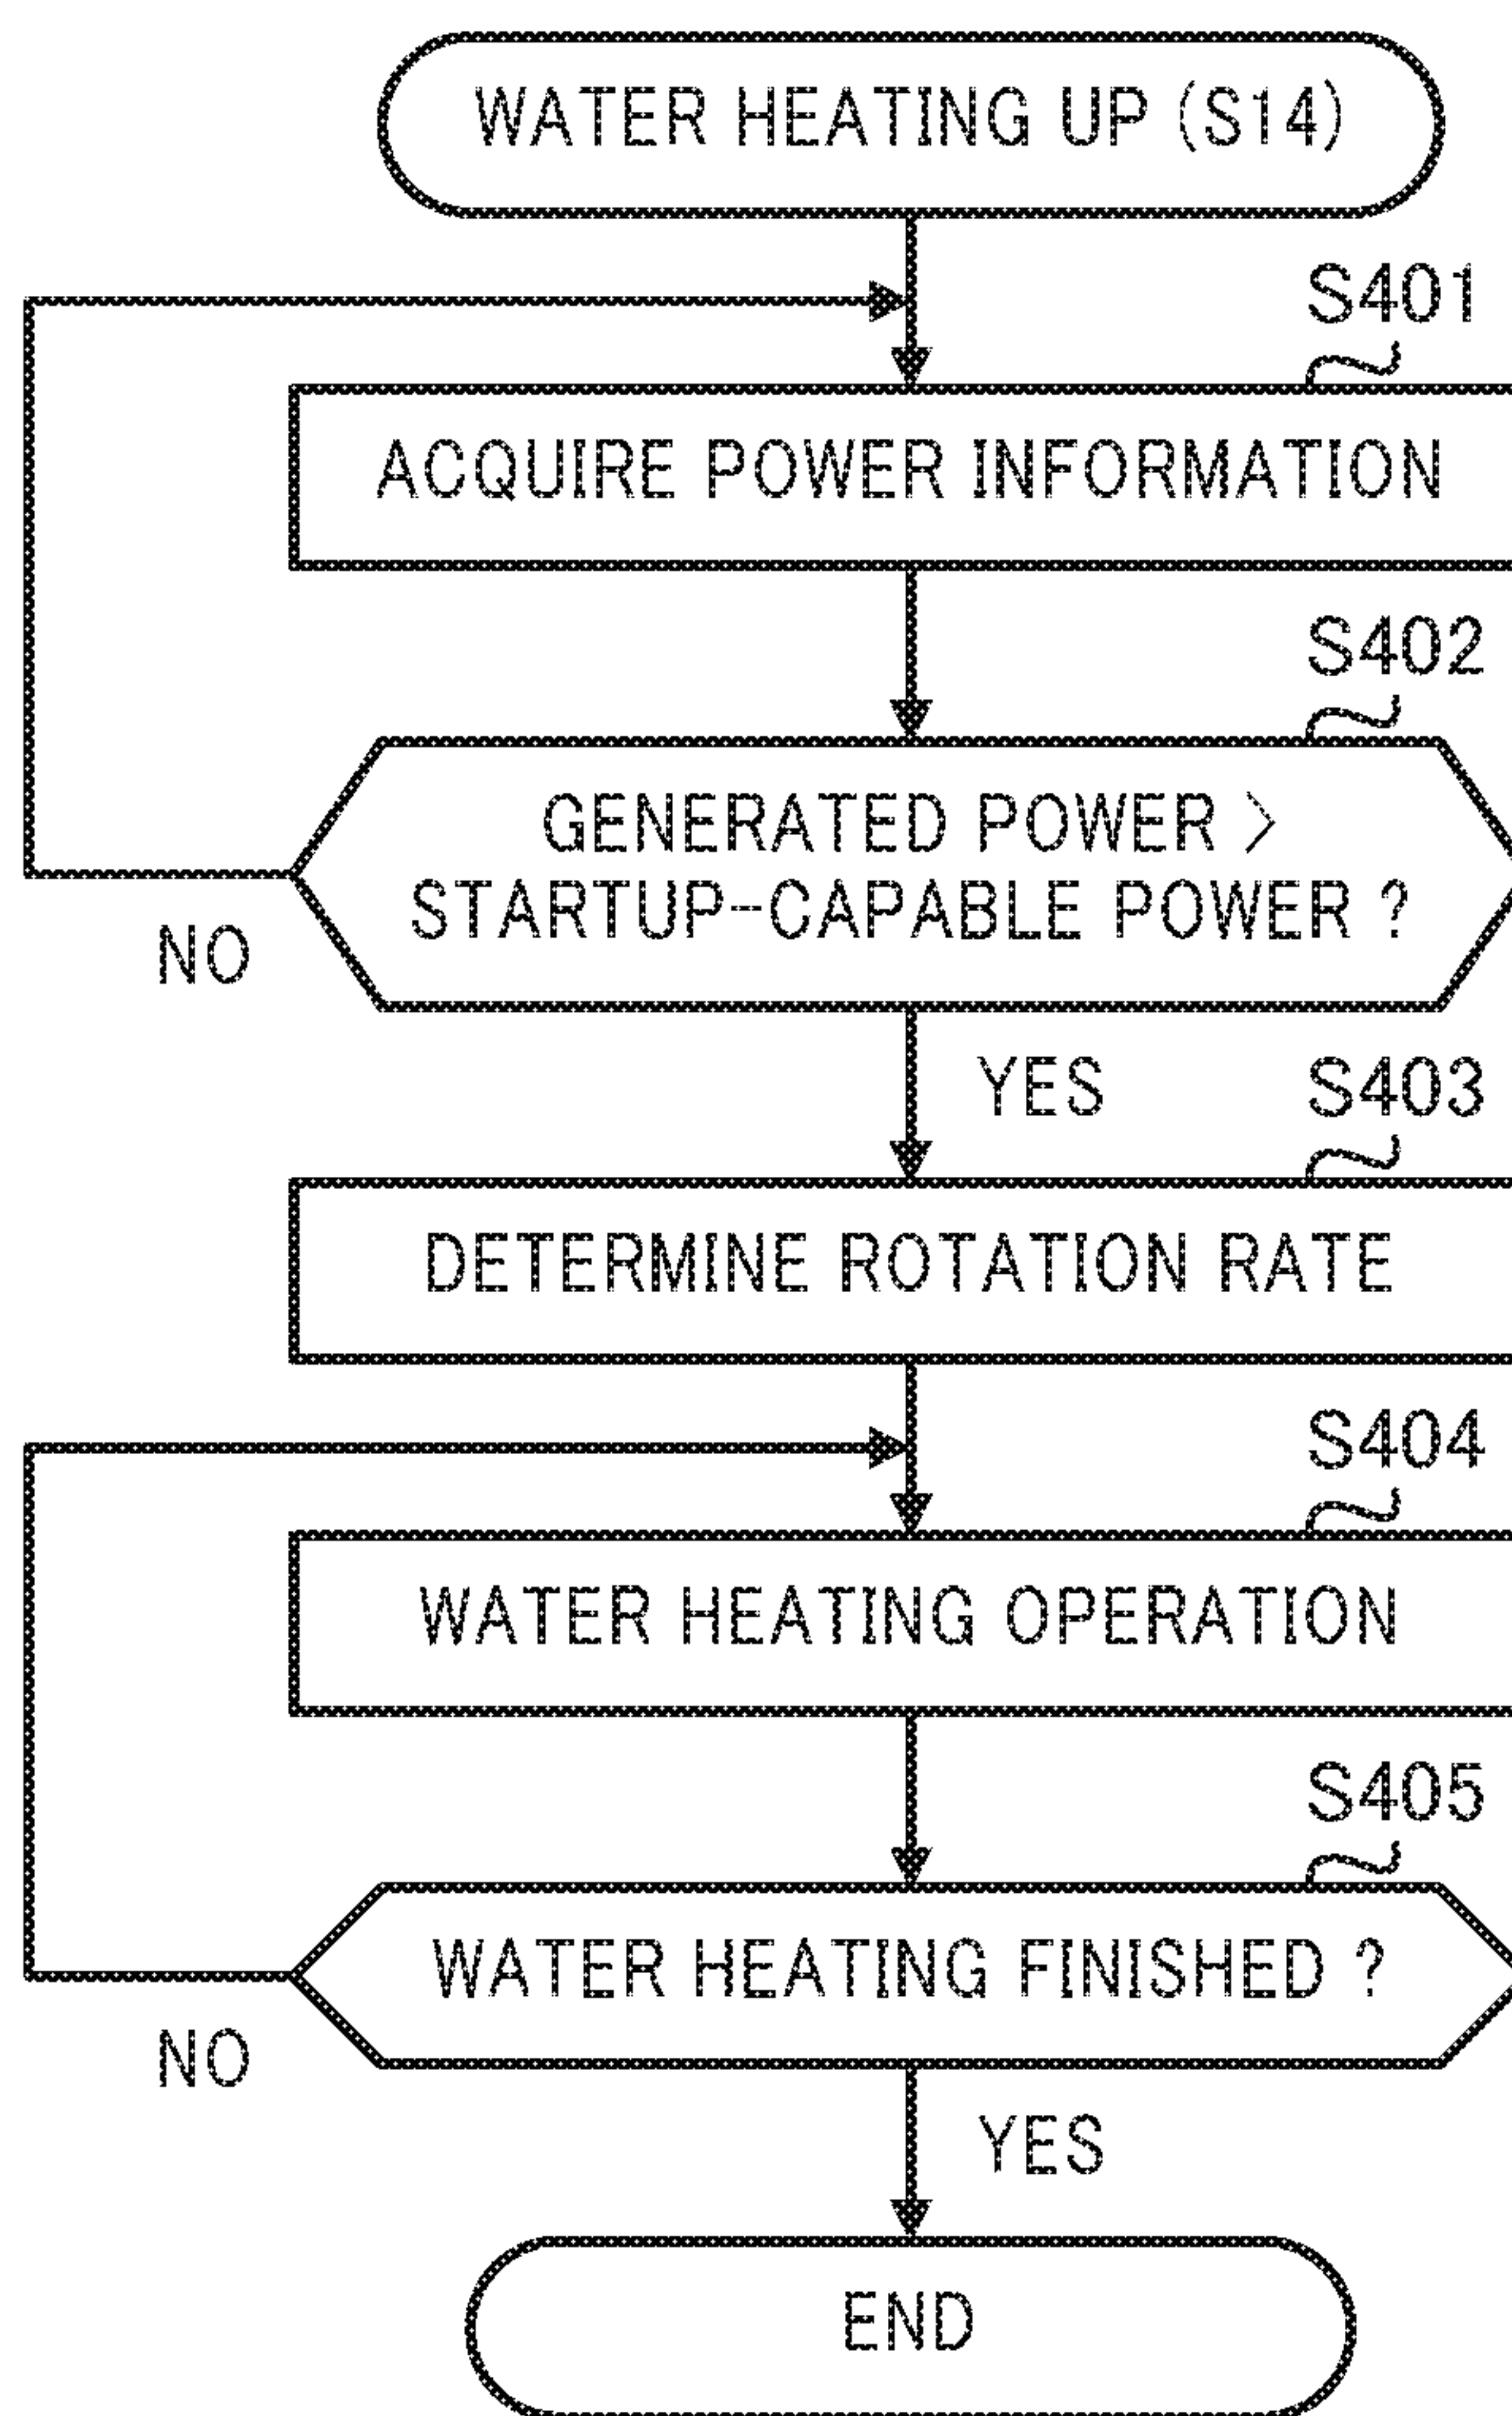 WATER HEATING UP (S14)
S401
ACQUIRE POWER INFORMATION
S402
GENERATED POWER >
STARTUP-CAPABLE POWER ?
NO
YES
S403
DETERMINE ROTATION RATE
S404
WATER HEATING OPERATION
S405
WATER HEATING FINISHED ?
NO
YES
END